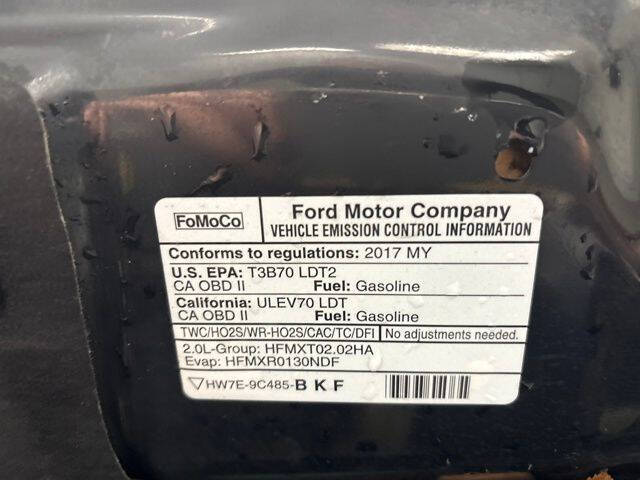 FoMoCo
Ford Motor Company
VEHICLE EMISSION CONTROL INFORMATION
Conforms to regulations: 2017 MY
U.S. EPA: T3B70 LDT2
CA OBD II Fuel: Gasoline
California: ULEV70 LDT
CA OBD II Fuel: Gasoline
TWC/HO2S/WR-HO2S/CAC/TC/DFI No adjustments needed.
2.0L-Group: HFMXT02.02HA
Evap: HFMXR0130NDF
HW7E-9C485-B K F